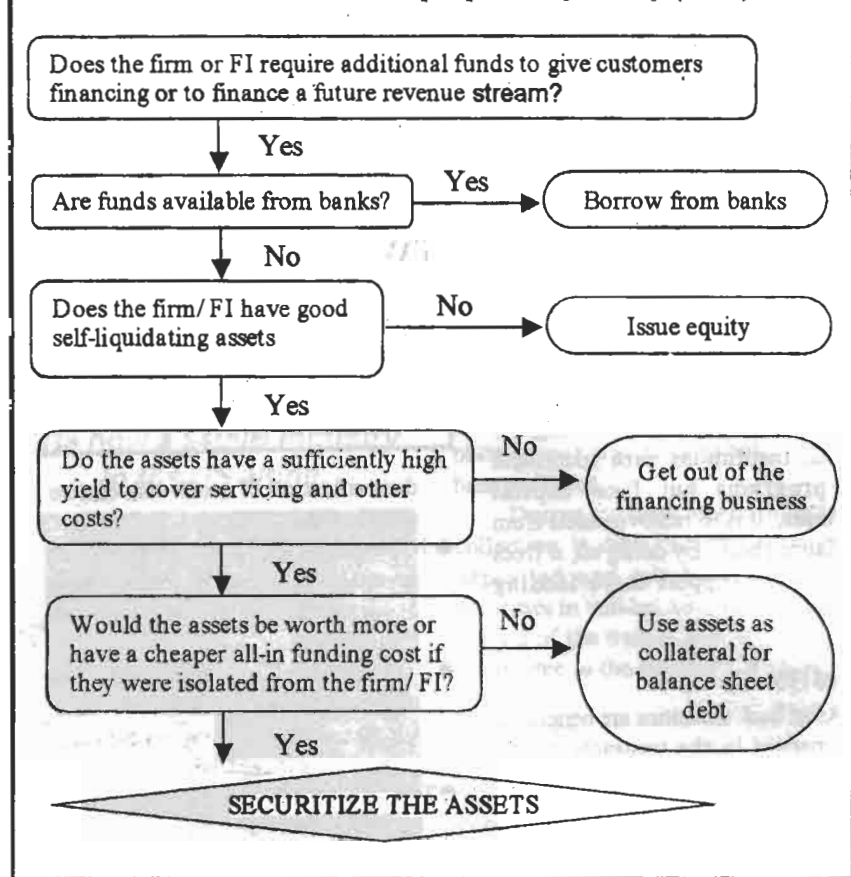 Does the firm or FI require additional funds to give customers
financing or to finance a future revenue stream?
Yes
Are funds available from banks?
Yes
Borrow from banks
No
Does the firm/ FI have good
self-liquidating assets
No
Issue equity
Yes
Do the assets have a sufficiently high
yield to cover servicing and other
costs?
No
Get out of the
financing business
Yes
Would the assets be worth more or
have a cheaper all-in funding cost if
they were isolated from the firm/ FI?
No
Use assets as
collateral for
balance sheet
debt
Yes
SECURITIZE THE ASSETS